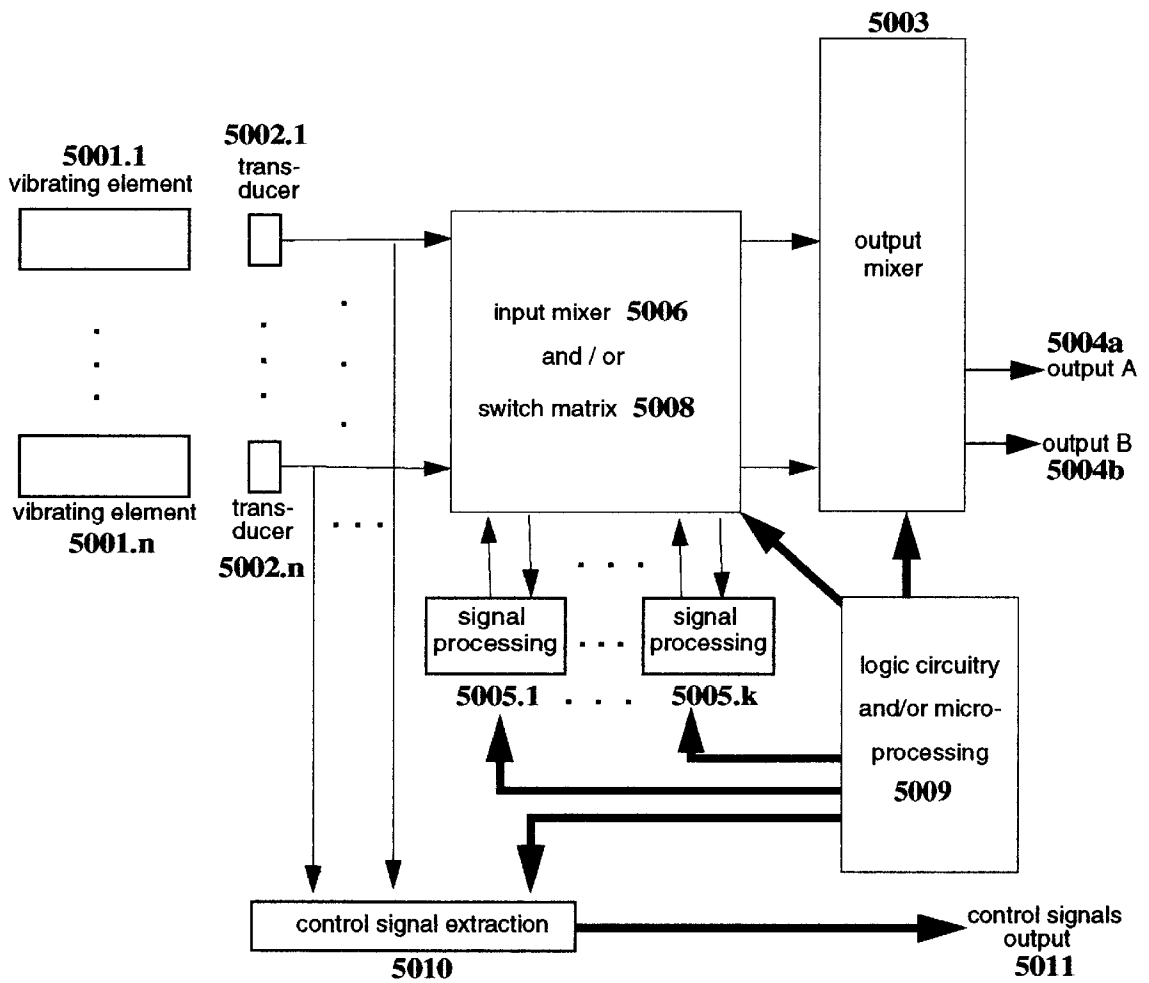 5003
5002.1
trans-
ducer
5001.1
vibrating element
output
mixer
input mixer 5006
and / or
switch matrix 5008
5004a
output A
output B
5004b
vibrating element
5001.n
trans-
ducer
5002.n
signal
processing
5005.1
signal
processing
5005.k
logic circuitry
and/or micro-
processing
5009
control signal extraction
5010
control signals
output
5011